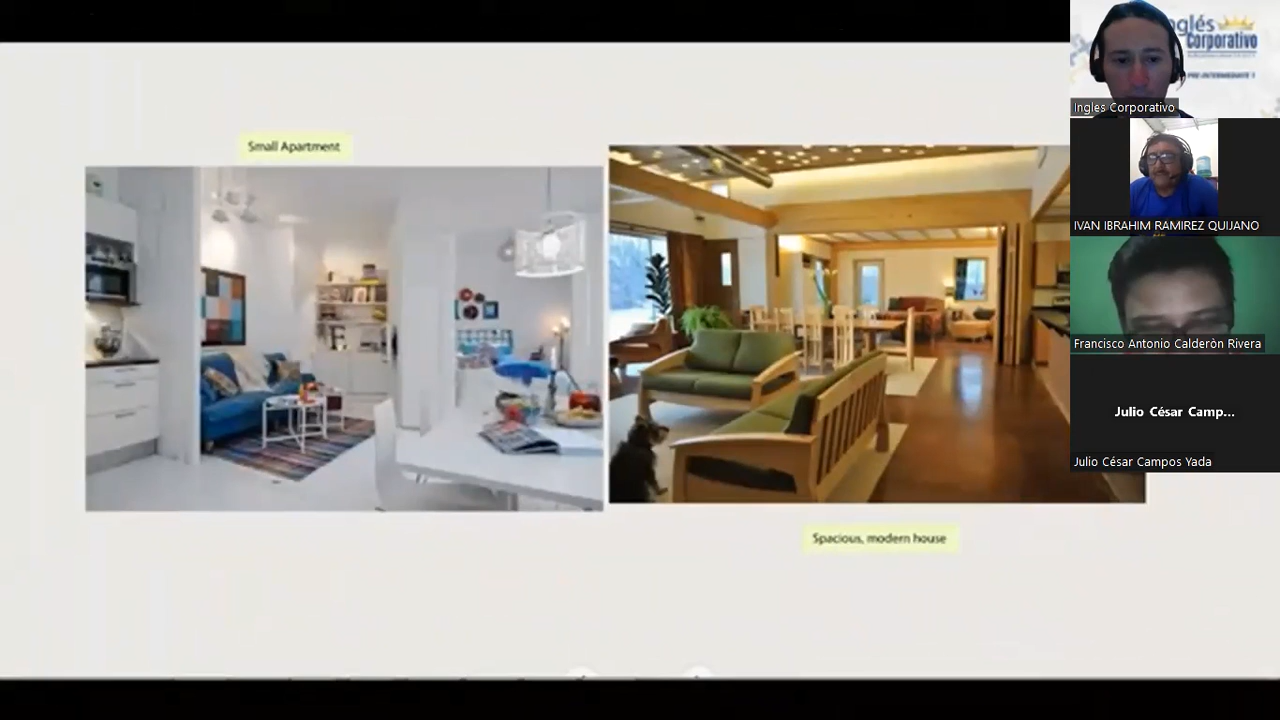 Small Apartment
Spacious, modern house
Inglés
Corporativo
PRE-INTERMEDIATE 1
Ingles Corporativo
IVAN IBRAHIM RAMIREZ QUIJANO
Francisco Antonio Calderòn Rivera
Julio César Camp...
Julio César Campos Yada